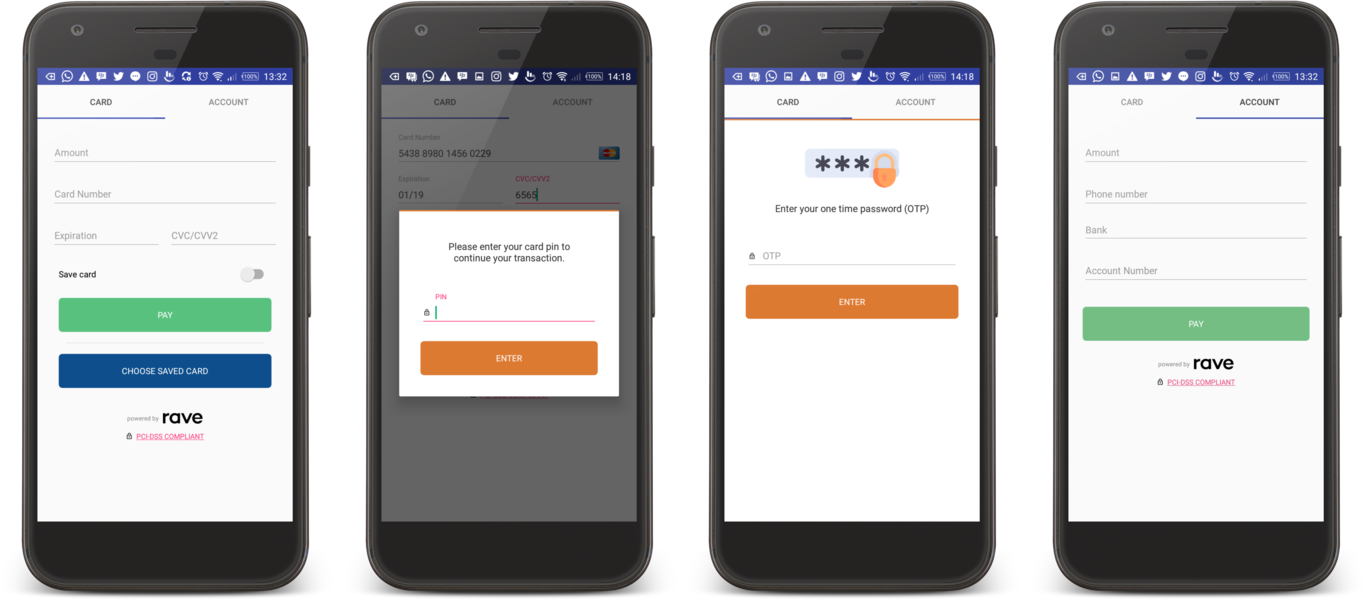 100% 13:32
CARD ACCOUNT
Amount
Card Number
Expiration CVC/CVV2
Save card
PAY
CHOOSE SAVED CARD
powered by rave
PCI-DSS COMPLIANT
100% 14:18
CARD ACCOUNT
Card Number
5438 8980 1456 0229
Expiration CVC/CVV2
01/19 6565
Please enter your card pin to
continue your transaction.
PIN
ENTER
PCI-DSS COMPLIANT
100% 14:18
CARD ACCOUNT
***
Enter your one time password (OTP)
OTP
ENTER
100% 13:32
CARD ACCOUNT
Amount
Phone number
Bank
Account Number
PAY
powered by rave
PCI-DSS COMPLIANT